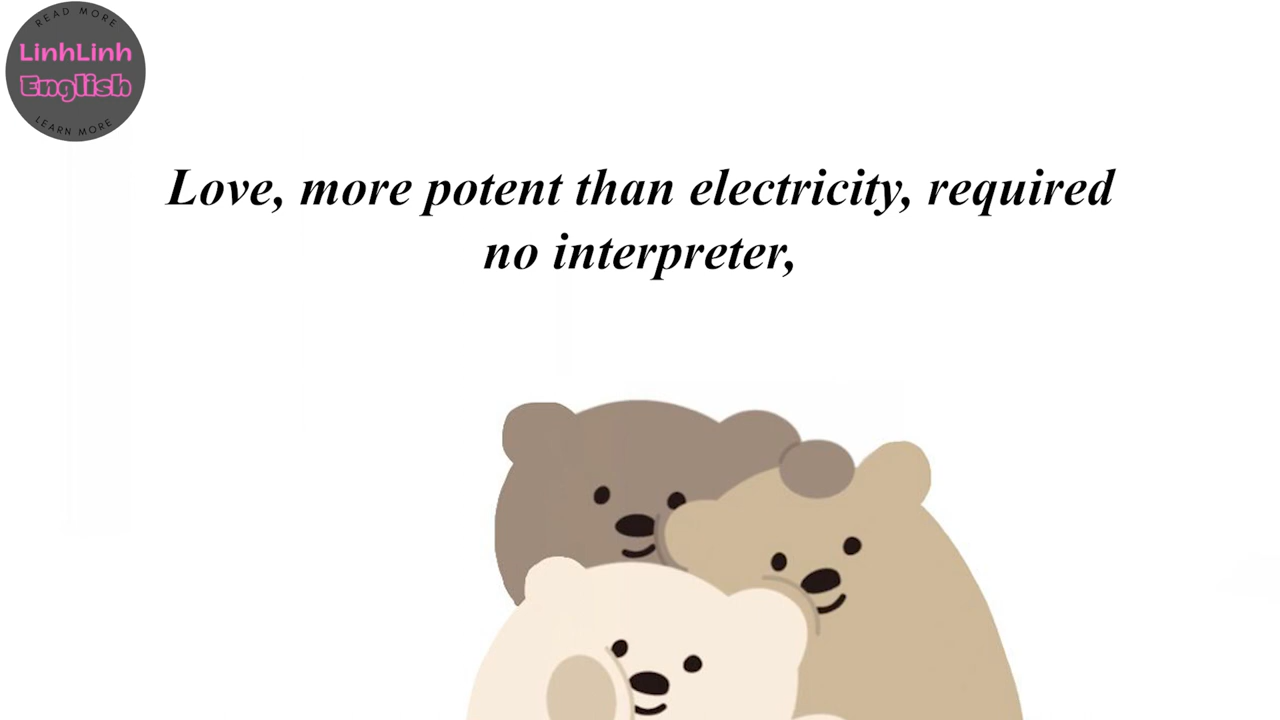 READ MORE
LinhLinh
English
LEARN MORE
Love, more potent than electricity, required
no interpreter,